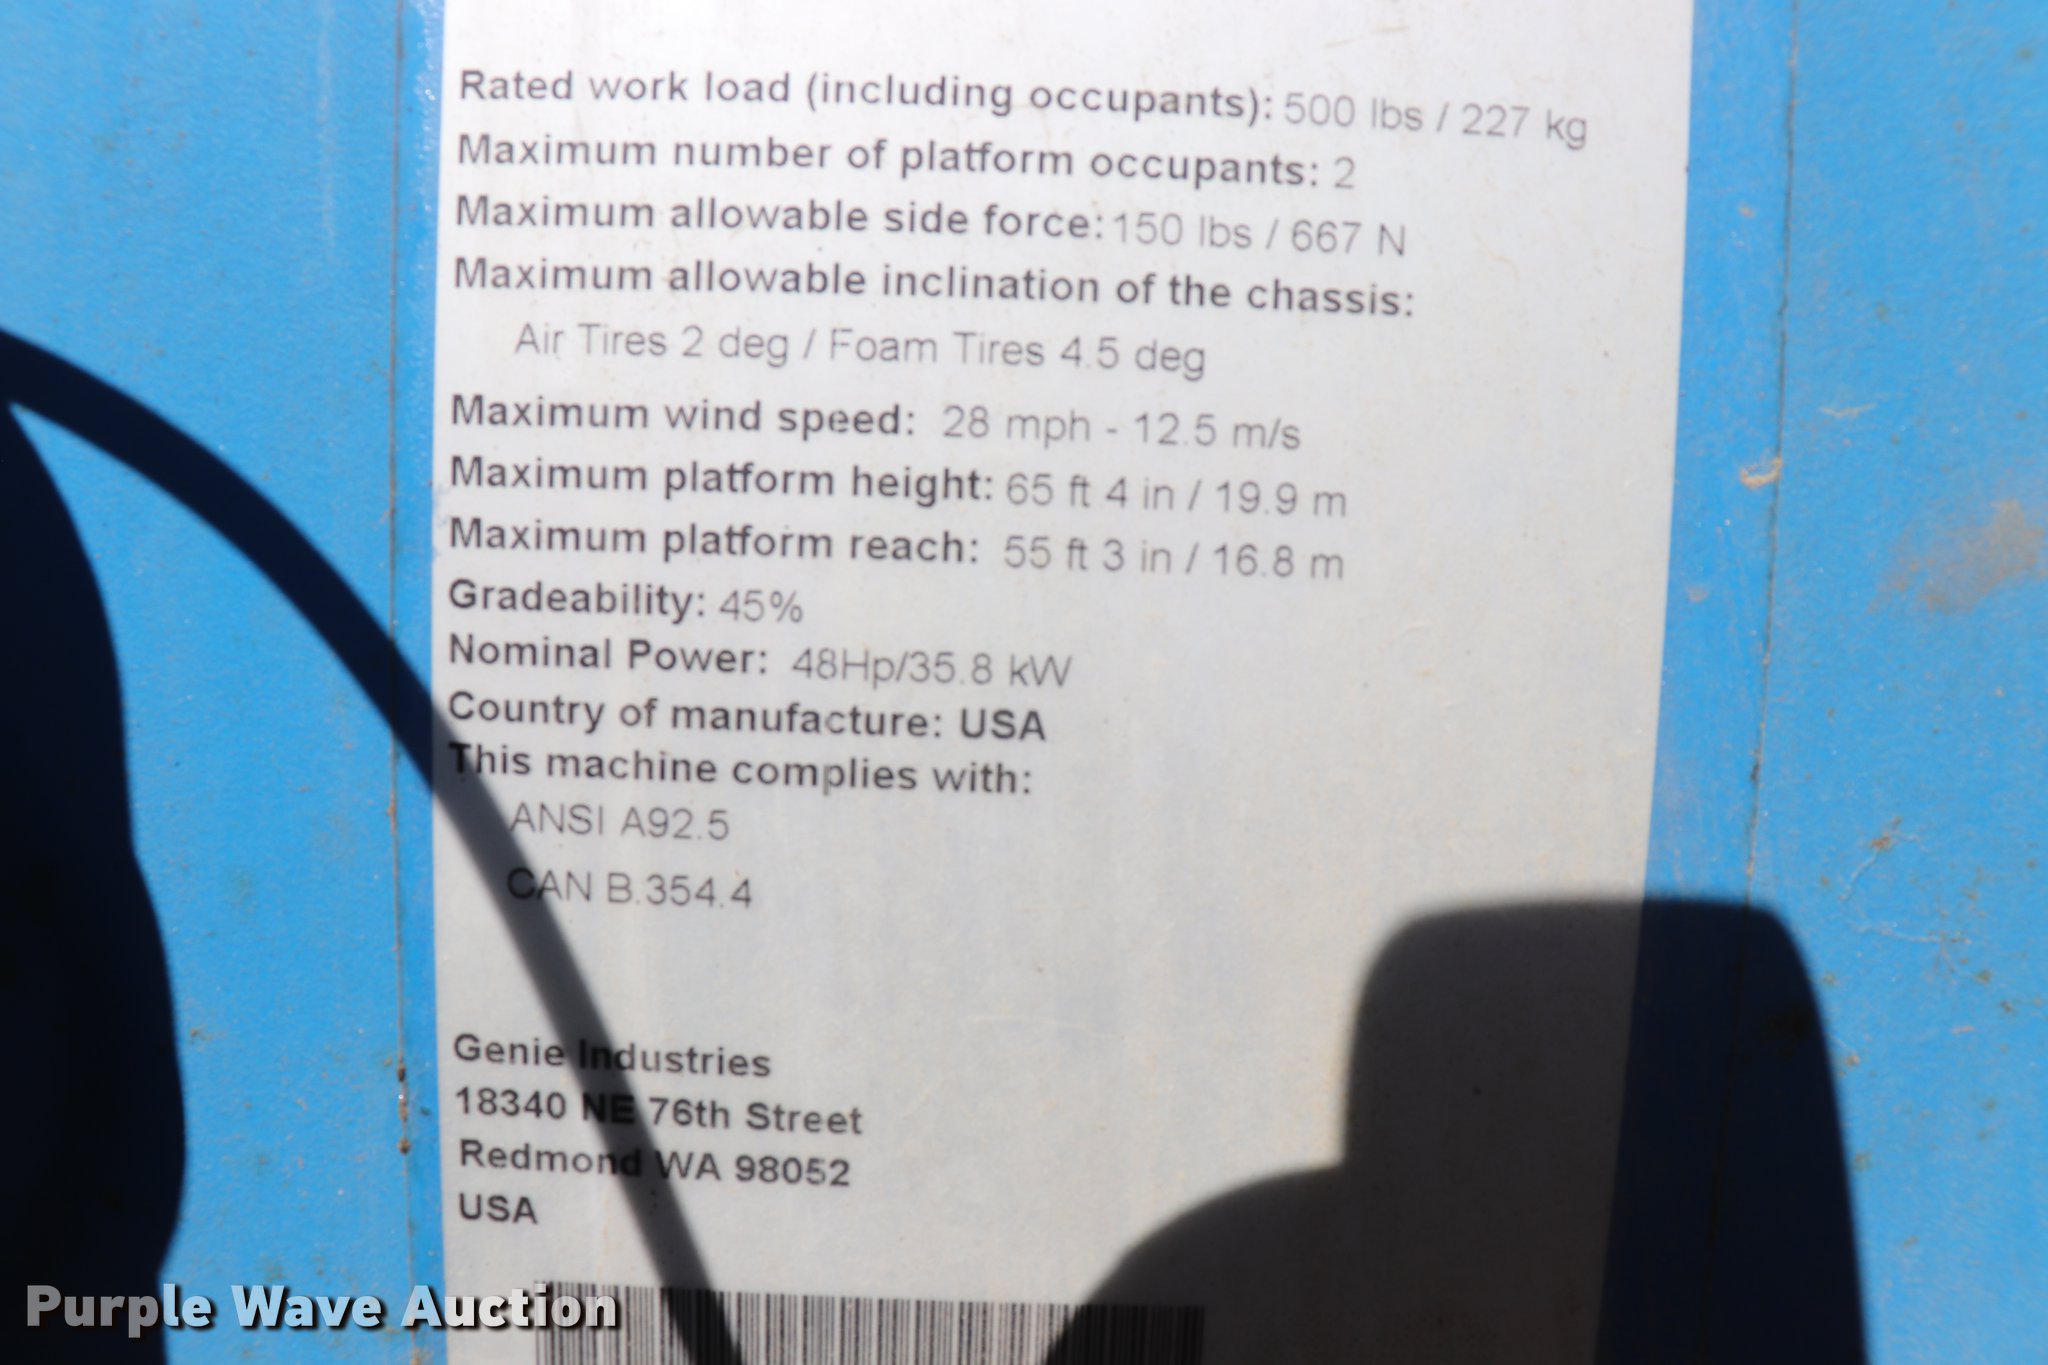 Rated work load (including occupants): 500 lbs / 227 kg
Maximum number of platform occupants: 2
Maximum allowable side force: 150 lbs / 667 N
Maximum allowable inclination of the chassis:
Air Tires 2 deg / Foam Tires 4.5 deg
Maximum wind speed: 28 mph - 12.5 m/s
Maximum platform height: 65 ft 4 in / 19.9 m
Maximum platform reach: 55 ft 3 in / 16.8 m
Gradeability: 45%
Nominal Power: 48Hp/35.8 kW
Country of manufacture: USA
This machine complies with:
ANSI A92.5
CAN B.354.4
Genie Industries
18340 NE 76th Street
Redmond WA 98052
USA
Purple Wave Auction